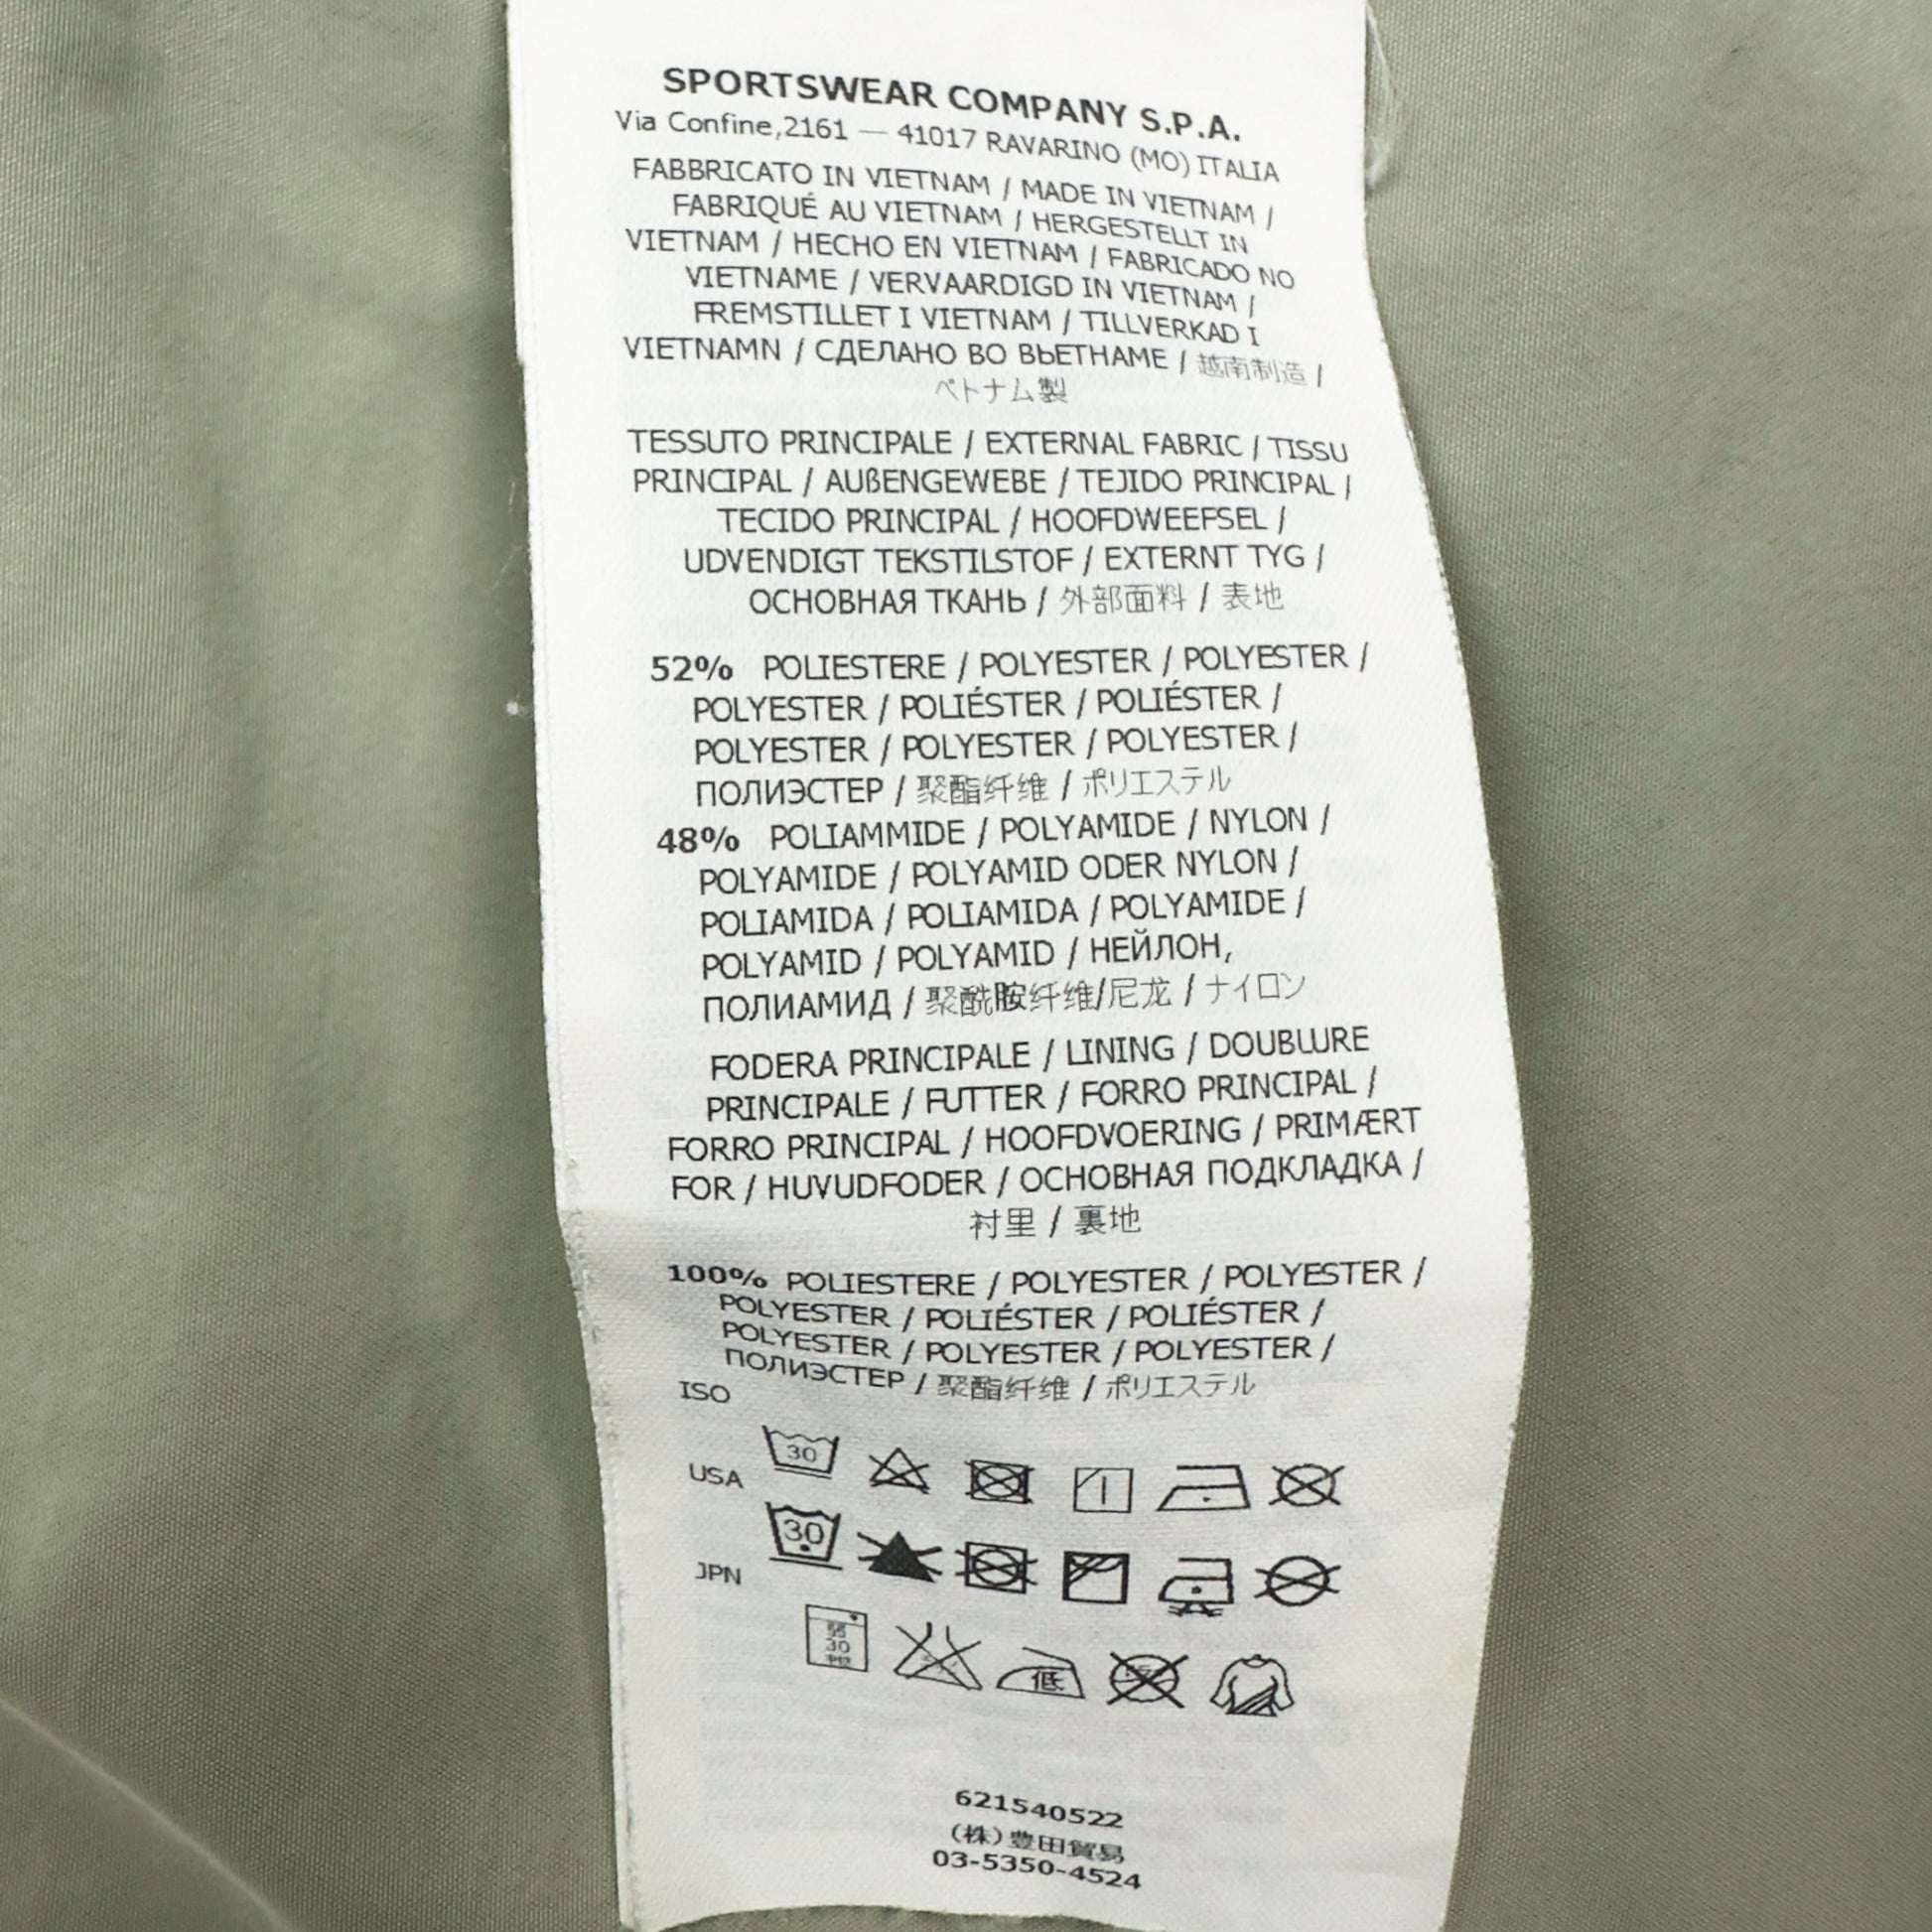 SPORTSWEAR COMPANY S.P.A.
Via Confine,2161 — 41017 RAVARINO (MO) ITALIA
FABBRICATO IN VIETNAM / MADE IN VIETNAM /
FABRIQUÉ AU VIETNAM / HERGESTELLT IN
VIETNAM / HECHO EN VIETNAM / FABRICADO NO
VIETNAME / VERVAARDIGD IN VIETNAM /
FREMSTILLET I VIETNAM / TILLVERKAD I
VIETNAMN / СДЕЛАНО ВО ВЬЕТНАМЕ / 越南制造 /
ベトナム製
TESSUTO PRINCIPALE / EXTERNAL FABRIC / TISSU
PRINCIPAL / AUßENGEWEBE / TEJIDO PRINCIPAL /
TECIDO PRINCIPAL / HOOFDWEEFSEL /
UDVENDIGT TEKSTILSTOF / EXTERNT TYG /
ОСНОВНАЯ ТКАНЬ / 外部面料 / 表地
52% POLIESTERE / POLYESTER / POLYESTER /
POLYESTER / POLIÉSTER / POLIÉSTER /
POLYESTER / POLYESTER / POLYESTER /
ПОЛИЭСТЕР / 聚酯纤维 / ポリエステル
48% POLIAMMIDE / POLYAMIDE / NYLON /
POLYAMIDE / POLYAMID ODER NYLON /
POLIAMIDA / POLIAMIDA / POLYAMIDE /
POLYAMID / POLYAMID / НЕЙЛОН,
ПОЛИАМИД / 聚酰胺纤维/尼龙 / ナイロン
FODERA PRINCIPALE / LINING / DOUBLURE
PRINCIPALE / FUTTER / FORRO PRINCIPAL /
FORRO PRINCIPAL / HOOFDVOERING / PRIMÆRT
FOR / HUVUDFODER / ОСНОВНАЯ ПОДКЛАДКА /
衬里 / 裏地
100% POLIESTERE / POLYESTER / POLYESTER /
POLYESTER / POLIÉSTER / POLIÉSTER /
POLYESTER / POLYESTER / POLYESTER /
ПОЛИЭСТЕР / 聚酯纤维 / ポリエステル
ISO
30
USA
30
JPN
弱
30
中性
低
621540522
(株)豊田貿易
03-5350-4524